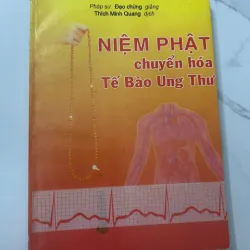 Pháp sư Đạo chứng giảng
Thích Minh Quang dịch
NIỆM PHẬT
chuyển hóa
Tế Bào Ung Thư